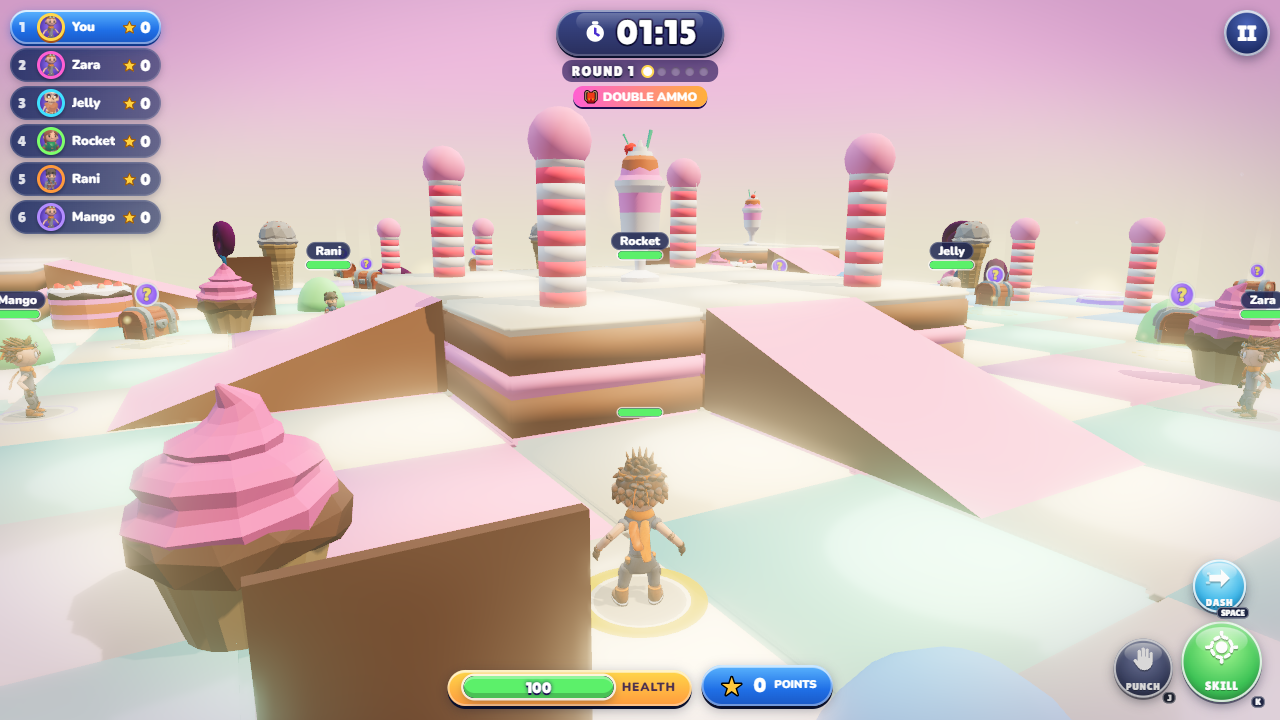 1 You 0
2 Zara 0
3 Jelly 0
4 Rocket 0
5 Rani 0
6 Mango 0
01:15
ROUND 1
DOUBLE AMMO
Rocket
Rani
Jelly
Mango
Zara
?
?
?
?
?
?
100 HEALTH
0 POINTS
DASH
SPACE
PUNCH
J
SKILL
K